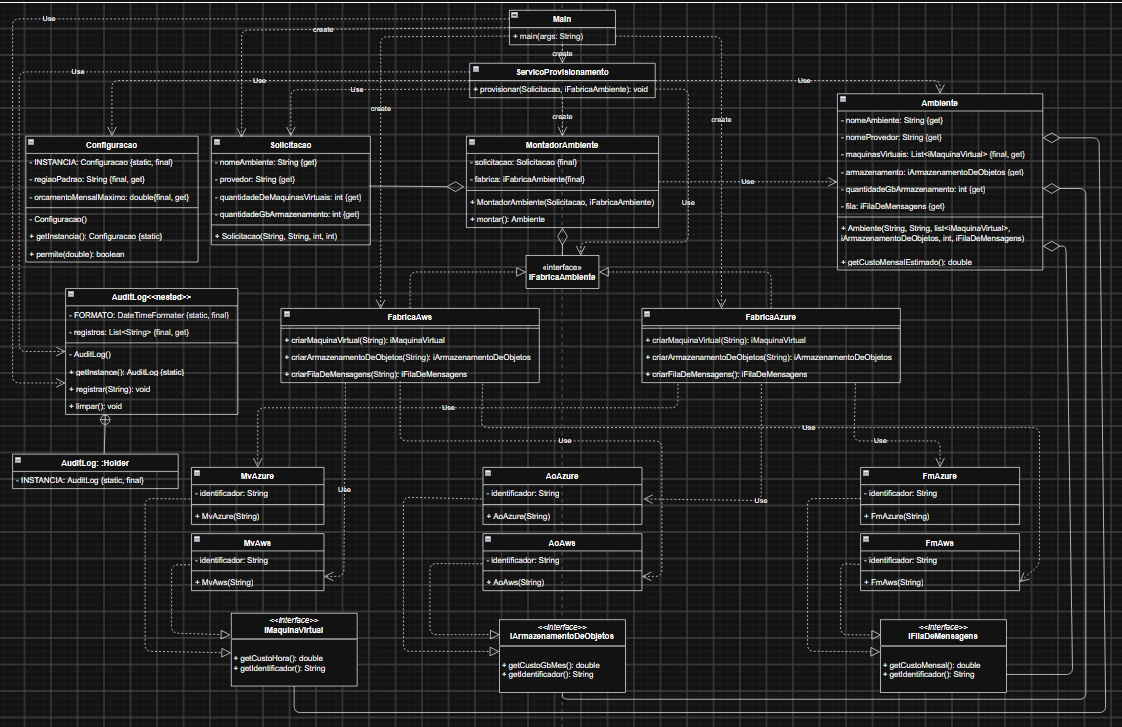 Main
+ main(args: String)
Use
create
create
ServicoProvisionamento
+ provisionar(Solicitacao, iFabricaAmbiente): void
Use
Use
Use
Use
create
create
create
Ambiente
- nomeAmbiente: String {get}
- nomeProvedor: String {get}
- maquinasVirtuais: List<iMaquinaVirtual> {final, get}
- armazenamento: iArmazenamentoDeObjetos {get}
- quantidadeGbArmazenamento: int {get}
- fila: iFilaDeMensagens {get}
+ Ambiente(String, String, list<iMaquinaVirtual>,
iArmazenamentoDeObjetos, int, iFilaDeMensagens)
+ getCustoMensalEstimado(): double
Configuracao
- INSTANCIA: Configuracao {static, final}
- regiaoPadrao: String {final, get}
- orcamentoMensalMaximo: double{final, get}
- Configuracao()
+ getInstancia(): Configuracao {static}
+ permite(double): boolean
Solicitacao
- nomeAmbiente: String {get}
- provedor: String {get}
- quantidadeDeMaquinasVirtuais: int {get}
- quantidadeGbArmazenamento: int {get}
+ Solicitacao(String, String, int, int)
MontadorAmbiente
- solicitacao: Solicitacao {final}
- fabrica: iFabricaAmbiente{final}
+ MontadorAmbiente(Solicitacao, iFabricaAmbiente)
+ montar(): Ambiente
Use
Use
«interface»
IFabricaAmbiente
AuditLog<<nested>>
- FORMATO: DateTimeFormater {static, final}
- registros: List<String> {final, get}
- AuditLog()
+ getInstance(): AuditLog {static}
+ registrar(String): void
+ limpar(): void
AuditLog: :Holder
- INSTANCIA: AuditLog {static, final}
FabricaAws
+ criarMaquinaVirtual(String): iMaquinaVirtual
+ criarArmazenamentoDeObjetos(String): iArmazenamentoDeObjetos
+ criarFilaDeMensagens(String): iFilaDeMensagens
FabricaAzure
+ criarMaquinaVirtual(String): iMaquinaVirtual
+ criarArmazenamentoDeObjetos(String): iArmazenamentoDeObjetos
+ criarFilaDeMensagens(): iFilaDeMensagens
Use
Use
Use
Use
Use
Use
MvAzure
- identificador: String
+ MvAzure(String)
MvAws
- identificador: String
+ MvAws(String)
AoAzure
- identificador: String
+ AoAzure(String)
AoAws
- identificador: String
+ AoAws(String)
FmAzure
- identificador: String
+ FmAzure(String)
FmAws
- identificador: String
+ FmAws(String)
<<Interface>>
IMaquinaVirtual
+ getCustoHora(): double
+ getIdentificador(): String
<<Interface>>
IArmazenamentoDeObjetos
+ getCustoGbMes(): double
+ getIdentificador(): String
<<Interface>>
IFilaDeMensagens
+ getCustoMensal(): double
+ getIdentificador(): String